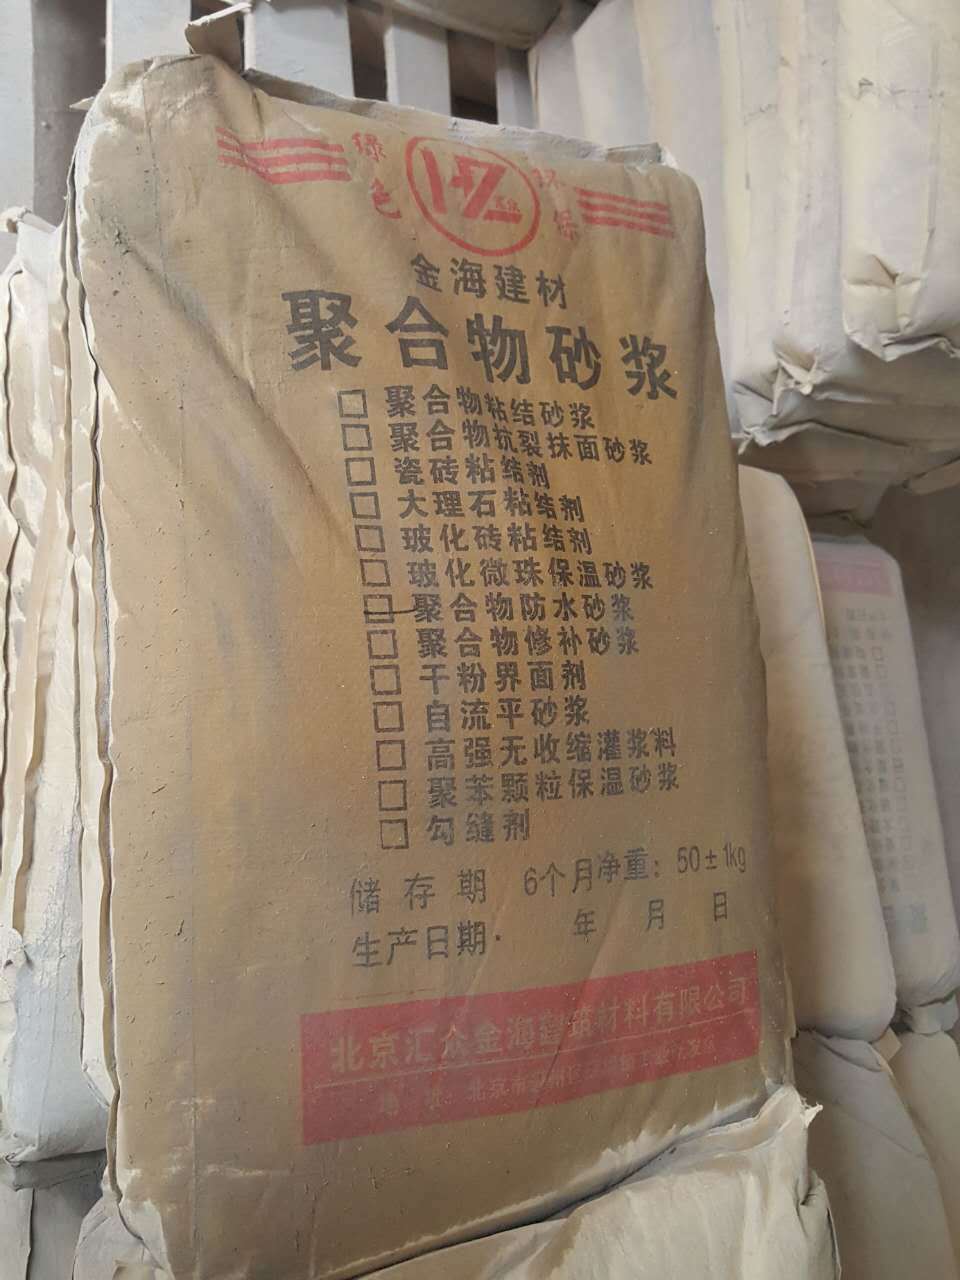 绿色 HZ 环保
金海建材
聚合物砂浆
□ 聚合物粘结砂浆
□ 聚合物抗裂抹面砂浆
□ 瓷砖粘结剂
□ 大理石粘结剂
□ 玻化砖粘结剂
□ 玻化微珠保温砂浆
□ 聚合物防水砂浆
□ 聚合物修补砂浆
□ 干粉界面剂
□ 自流平砂浆
□ 高强无收缩灌浆料
□ 聚苯颗粒保温砂浆
□ 勾缝剂
储存期 6个月 净重: 50±1kg
生产日期: 年 月 日
北京汇众金海建筑材料有限公司
地址: 北京市